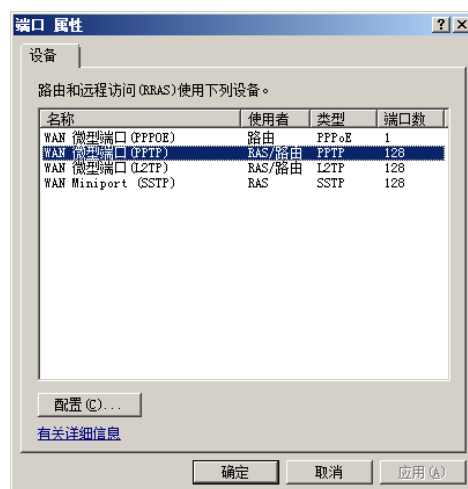 端口 属性
设备
路由和远程访问(RRAS)使用下列设备。
名称 使用者 类型 端口数
WAN 微型端口(PPPOE) 路由 PPPoE 1
WAN 微型端口(PPTP) RAS/路由 PPTP 128
WAN 微型端口(L2TP) RAS/路由 L2TP 128
WAN Miniport (SSTP) RAS SSTP 128
配置(C)...
有关详细信息
确定 取消 应用(A)